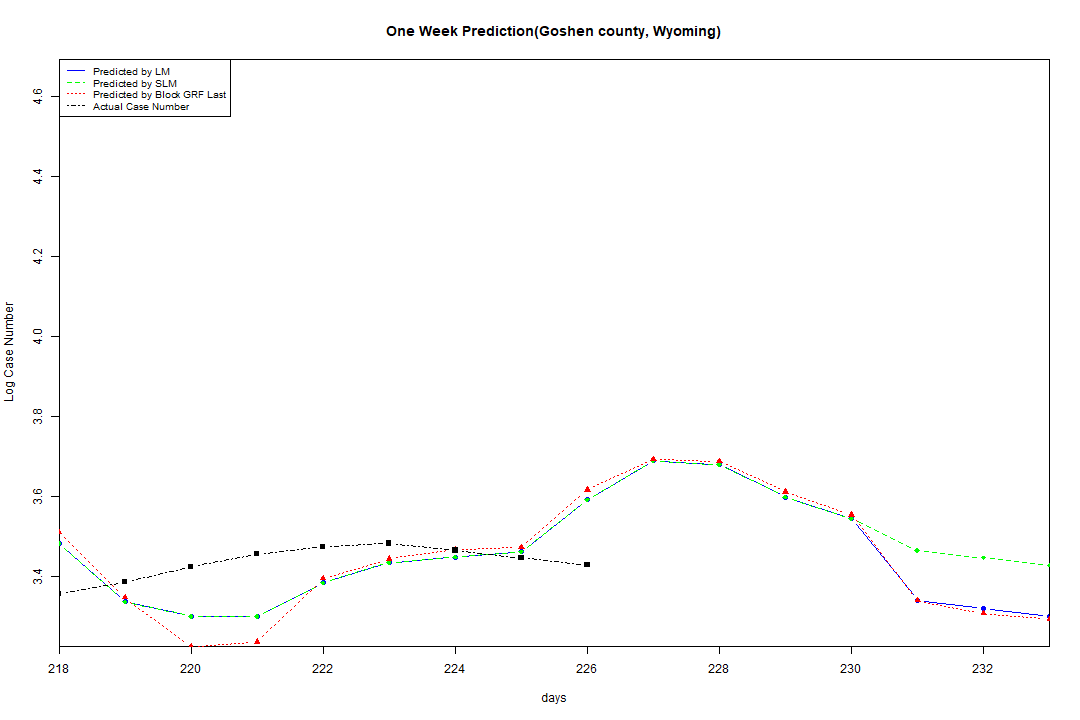 One Week Prediction(Goshen county, Wyoming)
Predicted by LM
Predicted by SLM
Predicted by Block GRF Last
Actual Case Number
4.6
4.4
4.2
4.0
3.8
3.6
3.4
Log Case Number
218 220 222 224 226 228 230 232
days